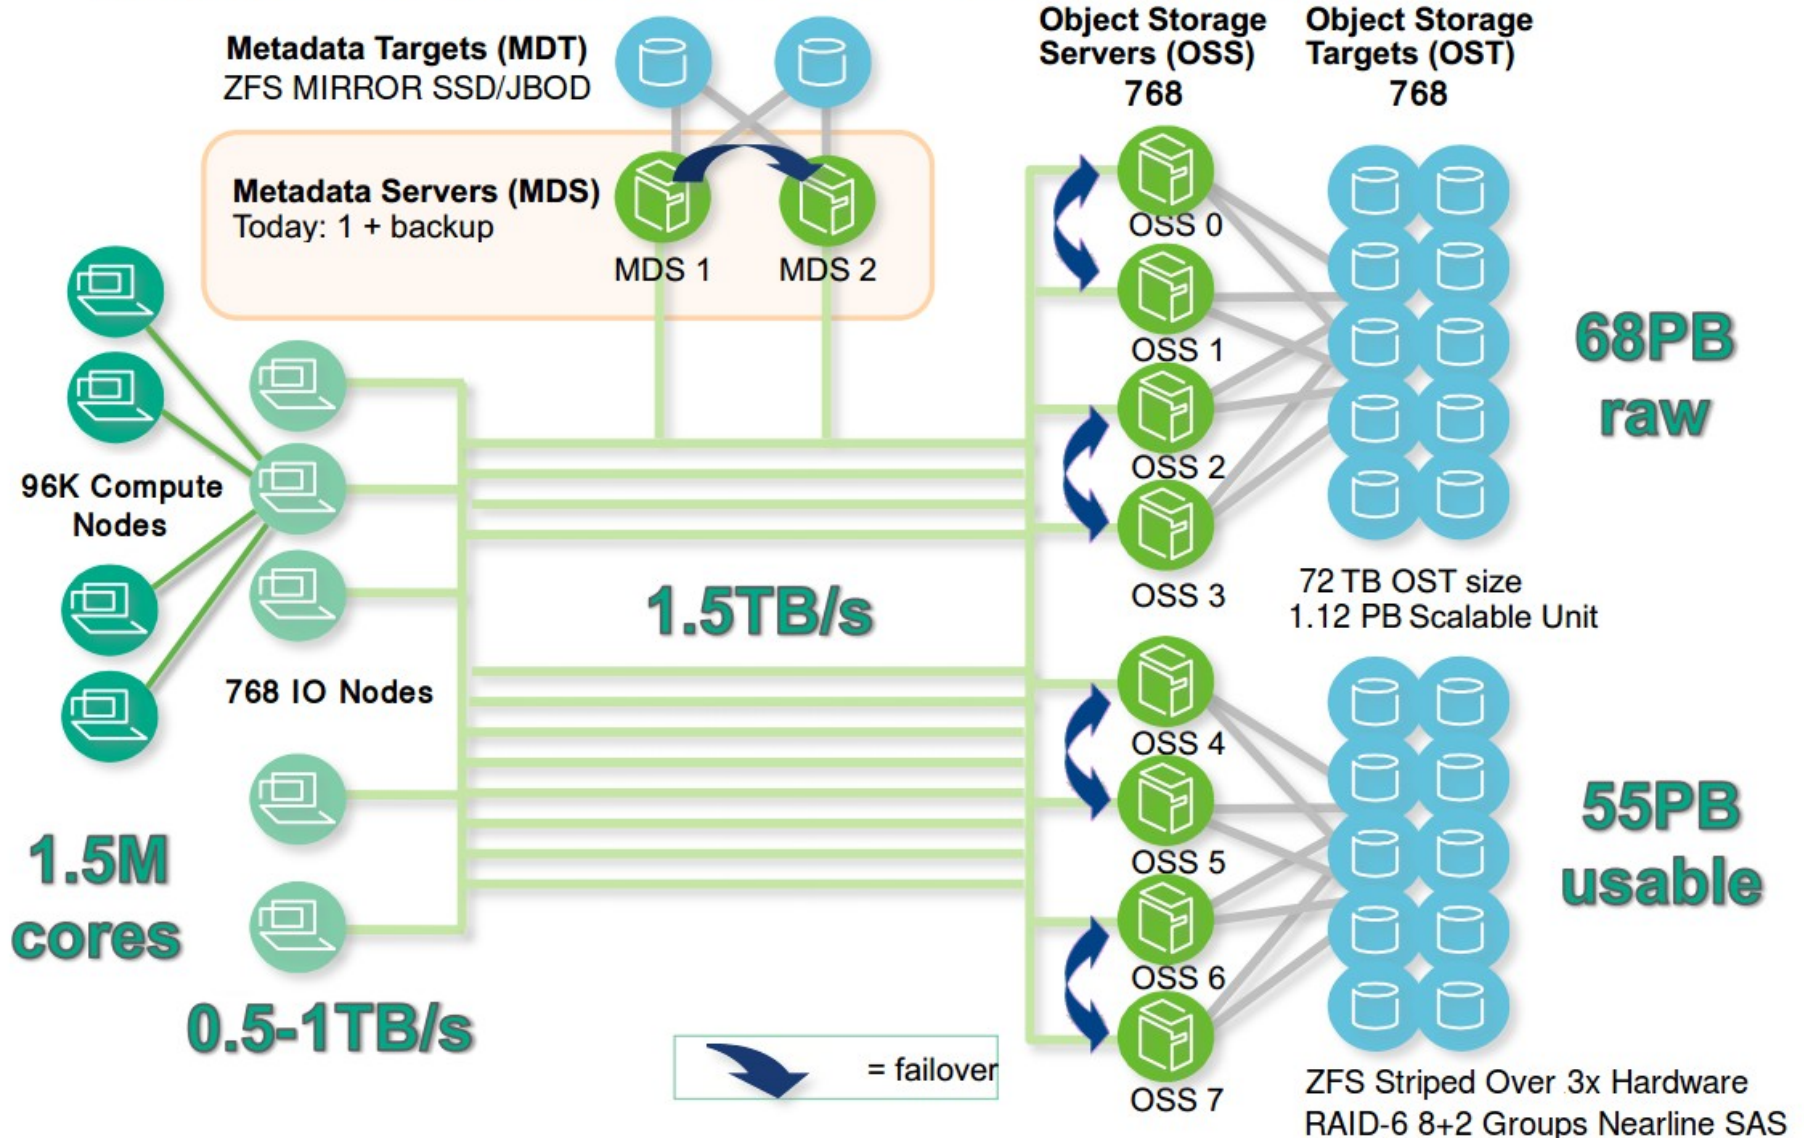 Metadata Targets (MDT)
ZFS MIRROR SSD/JBOD
Metadata Servers (MDS)
Today: 1 + backup
MDS 1
MDS 2
Object Storage
Servers (OSS)
768
Object Storage
Targets (OST)
768
OSS 0
OSS 1
OSS 2
OSS 3
68PB
raw
72 TB OST size
1.12 PB Scalable Unit
96K Compute
Nodes
768 IO Nodes
1.5TB/s
1.5M
cores
0.5-1TB/s
OSS 4
OSS 5
OSS 6
OSS 7
55PB
usable
= failover
ZFS Striped Over 3x Hardware
RAID-6 8+2 Groups Nearline SAS